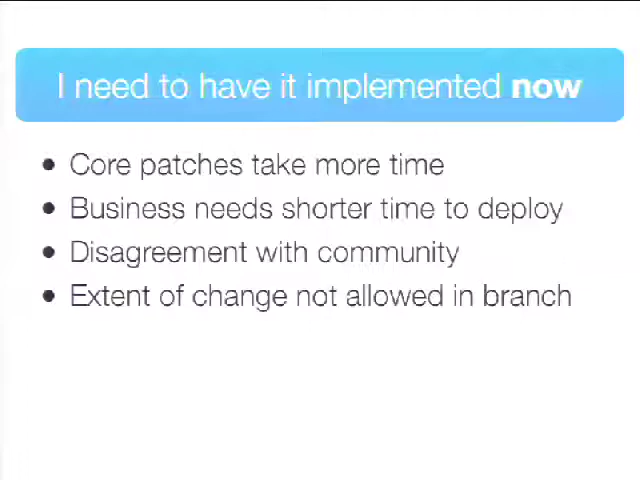 I need to have it implemented now
• Core patches take more time
• Business needs shorter time to deploy
• Disagreement with community
• Extent of change not allowed in branch